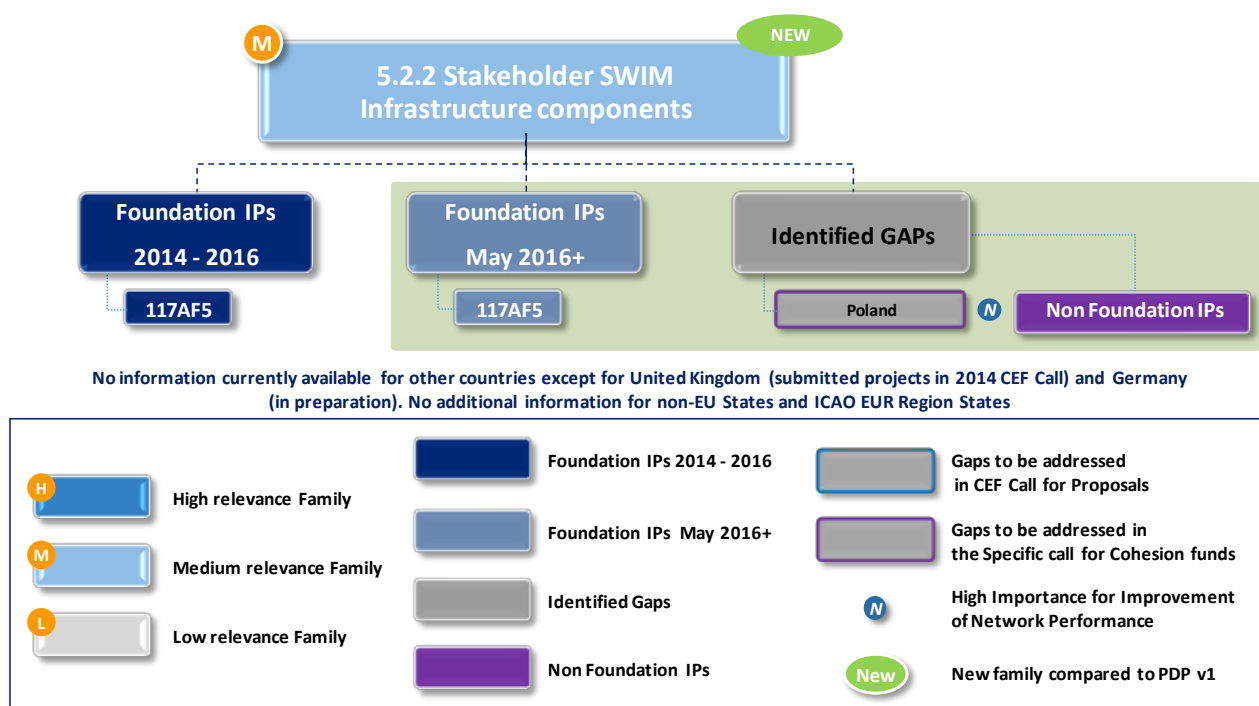 M
NEW
5.2.2 Stakeholder SWIM
Infrastructure components
Foundation IPs
2014 - 2016
117AF5
Foundation IPs
May 2016+
117AF5
Identified GAPs
Poland
N
Non Foundation IPs
No information currently available for other countries except for United Kingdom (submitted projects in 2014 CEF Call) and Germany
(in preparation). No additional information for non-EU States and ICAO EUR Region States
H
High relevance Family
M
Medium relevance Family
L
Low relevance Family
Foundation IPs 2014 - 2016
Foundation IPs May 2016+
Identified Gaps
Non Foundation IPs
Gaps to be addressed
in CEF Call for Proposals
Gaps to be addressed in
the Specific call for Cohesion funds
N
High Importance for Improvement
of Network Performance
New
New family compared to PDP v1